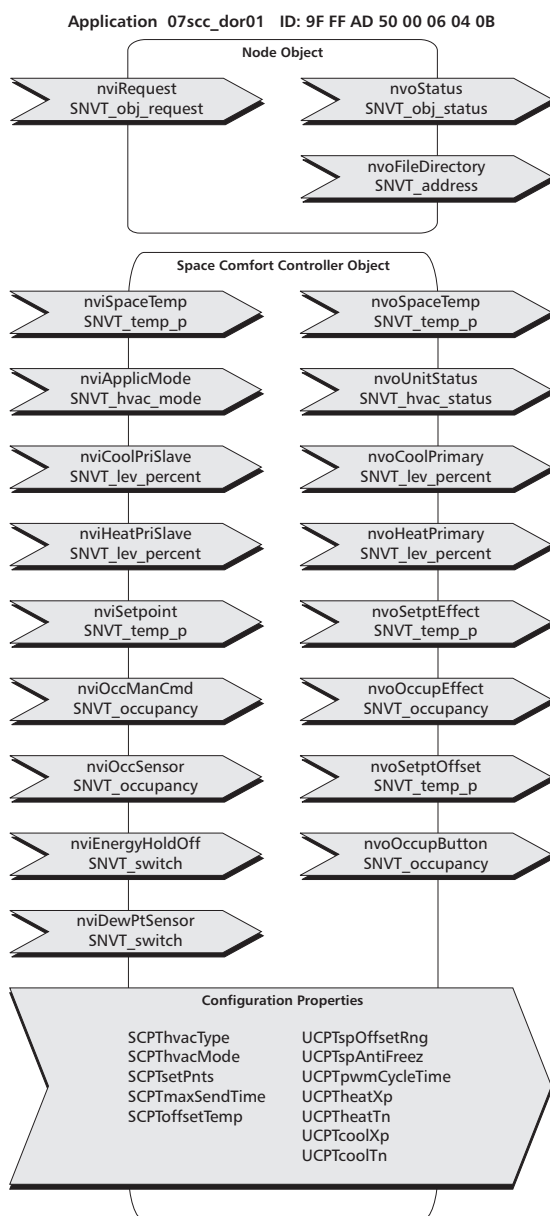 Application 07scc_dor01 ID: 9F FF AD 50 00 06 04 0B
Node Object
nviRequest
SNVT_obj_request
nvoStatus
SNVT_obj_status
nvoFileDirectory
SNVT_address
Space Comfort Controller Object
nviSpaceTemp
SNVT_temp_p
nvoSpaceTemp
SNVT_temp_p
nviApplicMode
SNVT_hvac_mode
nvoUnitStatus
SNVT_hvac_status
nviCoolPriSlave
SNVT_lev_percent
nvoCoolPrimary
SNVT_lev_percent
nviHeatPriSlave
SNVT_lev_percent
nvoHeatPrimary
SNVT_lev_percent
nviSetpoint
SNVT_temp_p
nvoSetptEffect
SNVT_temp_p
nviOccManCmd
SNVT_occupancy
nvoOccupEffect
SNVT_occupancy
nviOccSensor
SNVT_occupancy
nvoSetptOffset
SNVT_temp_p
nviEnergyHoldOff
SNVT_switch
nvoOccupButton
SNVT_occupancy
nviDewPtSensor
SNVT_switch
Configuration Properties
SCPThvacType
SCPThvacMode
SCPTsetPnts
SCPTmaxSendTime
SCPToffsetTemp
UCPTspOffsetRng
UCPTspAntiFreez
UCPTpwmCycleTime
UCPTheatXp
UCPTheatTn
UCPTcoolXp
UCPTcoolTn